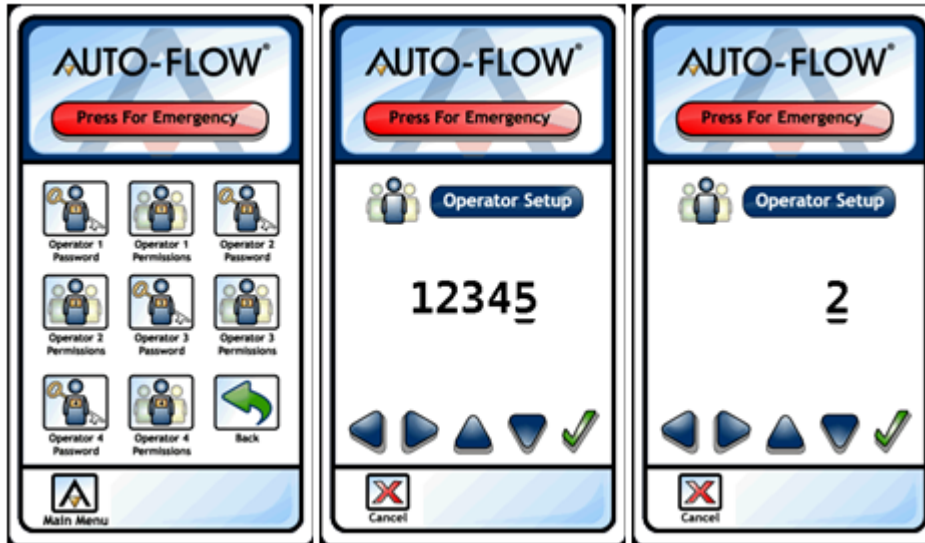 AUTO-FLOW®
Press For Emergency
Operator 1
Password
Operator 1
Permissions
Operator 2
Password
Operator 2
Permissions
Operator 3
Password
Operator 3
Permissions
Operator 4
Password
Operator 4
Permissions
Back
Main Menu
AUTO-FLOW®
Press For Emergency
Operator Setup
12345
Cancel
AUTO-FLOW®
Press For Emergency
Operator Setup
2
Cancel